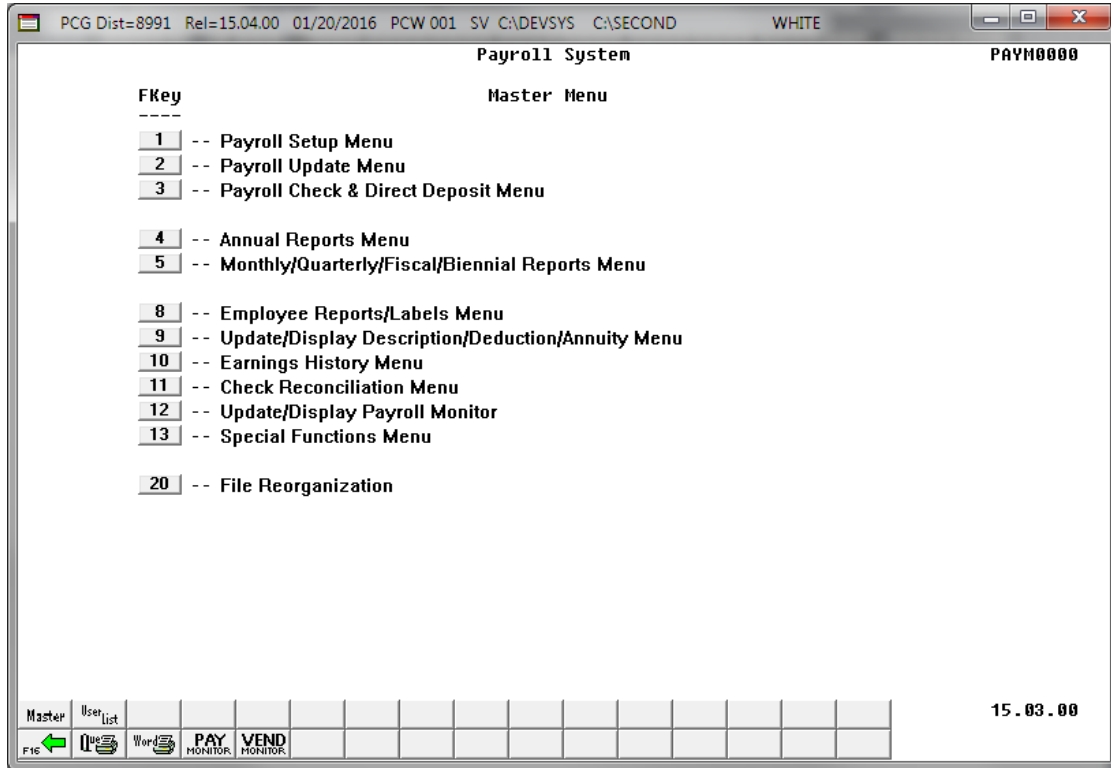 PCG Dist=8991 Rel=15.04.00 01/20/2016 PCW 001 SV C:\DEVSYS C:\SECOND WHITE
Payroll System PAYM0000
FKey Master Menu
----
1 -- Payroll Setup Menu
2 -- Payroll Update Menu
3 -- Payroll Check & Direct Deposit Menu
4 -- Annual Reports Menu
5 -- Monthly/Quarterly/Fiscal/Biennial Reports Menu
8 -- Employee Reports/Labels Menu
9 -- Update/Display Description/Deduction/Annuity Menu
10 -- Earnings History Menu
11 -- Check Reconciliation Menu
12 -- Update/Display Payroll Monitor
13 -- Special Functions Menu
20 -- File Reorganization
Master User List 15.03.00
F16 Que Word PAY MONITOR VEND MONITOR